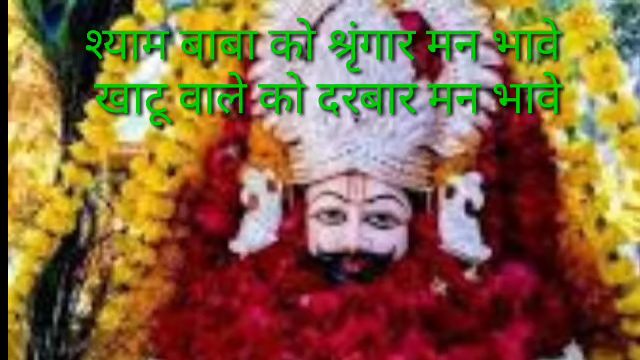 श्याम बाबा को श्रृंगार मन भावे
खाटू वाले को दरबार मन भावे